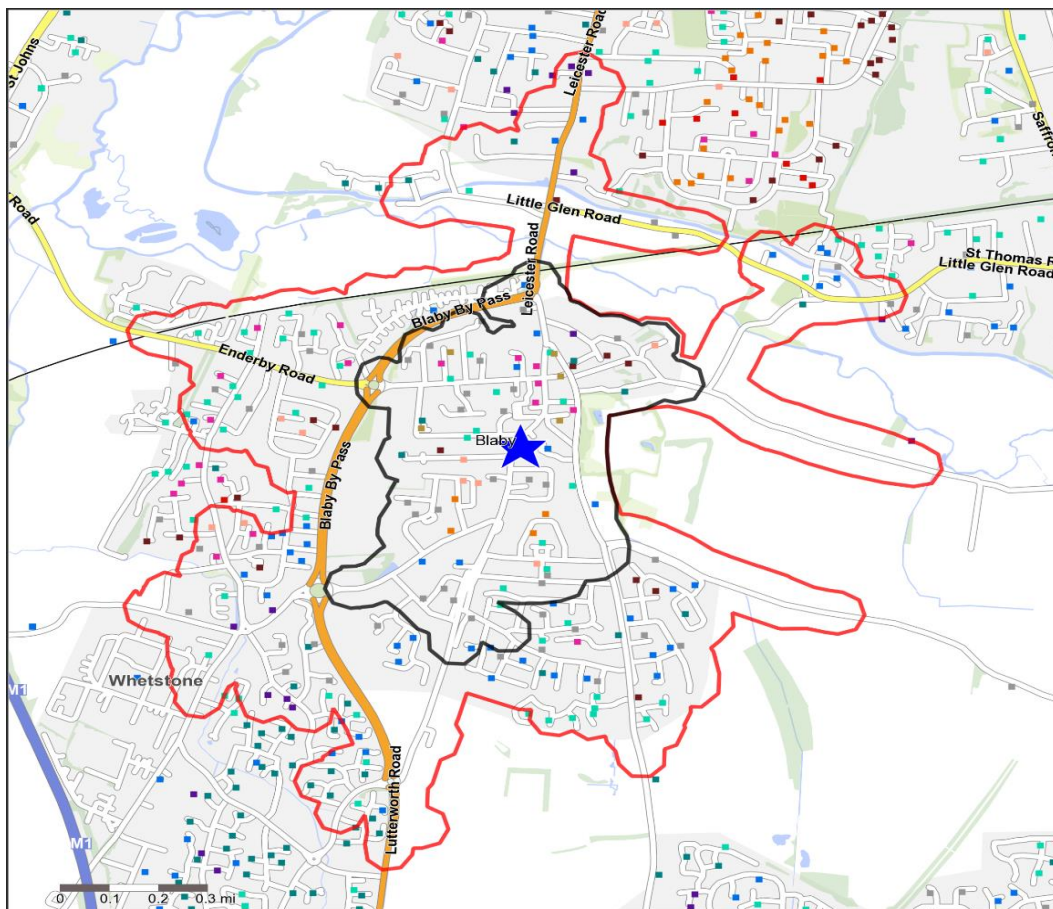 St Johns
Leicester Road
Saffron
Road
Little Glen Road
St Thomas R
Little Glen Road
Leicester Road
Blaby By Pass
Enderby Road
Blaby
Blaby By Pass
Whetstone
M1
Lutterworth Road
M1
0 0.1 0.2 0.3 mi